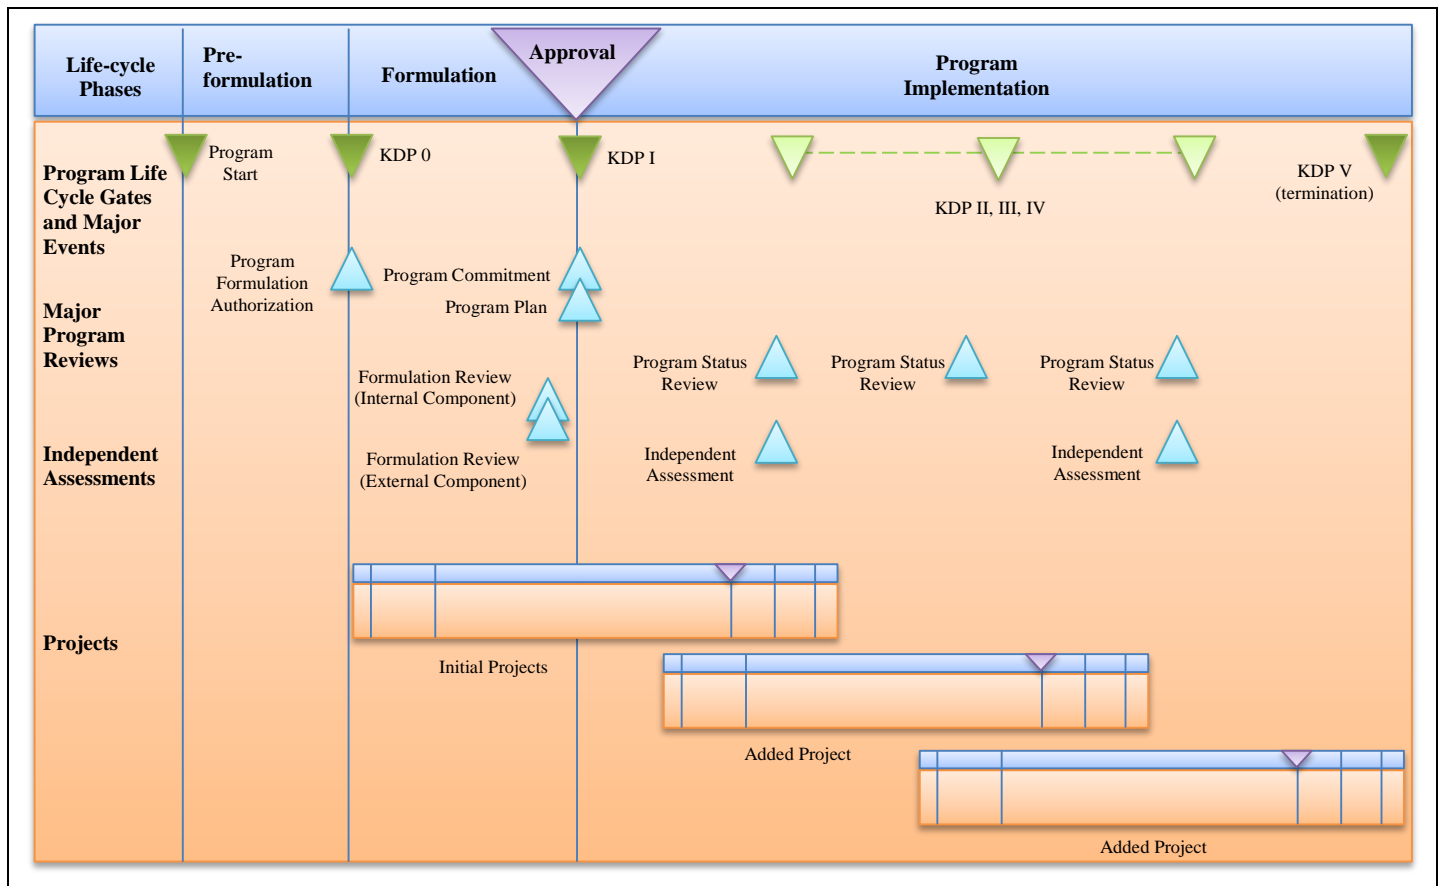 Life-cycle
Phases
Pre-
formulation
Formulation
Approval
Program
Implementation
Program Life
Cycle Gates
and Major
Events
Program
Start
KDP 0
KDP I
KDP II, III, IV
KDP V
(termination)
Program
Formulation
Authorization
Program Commitment
Program Plan
Major
Program
Reviews
Formulation Review
(Internal Component)
Program Status
Review
Program Status
Review
Program Status
Review
Independent
Assessments
Formulation Review
(External Component)
Independent
Assessment
Independent
Assessment
Projects
Initial Projects
Added Project
Added Project